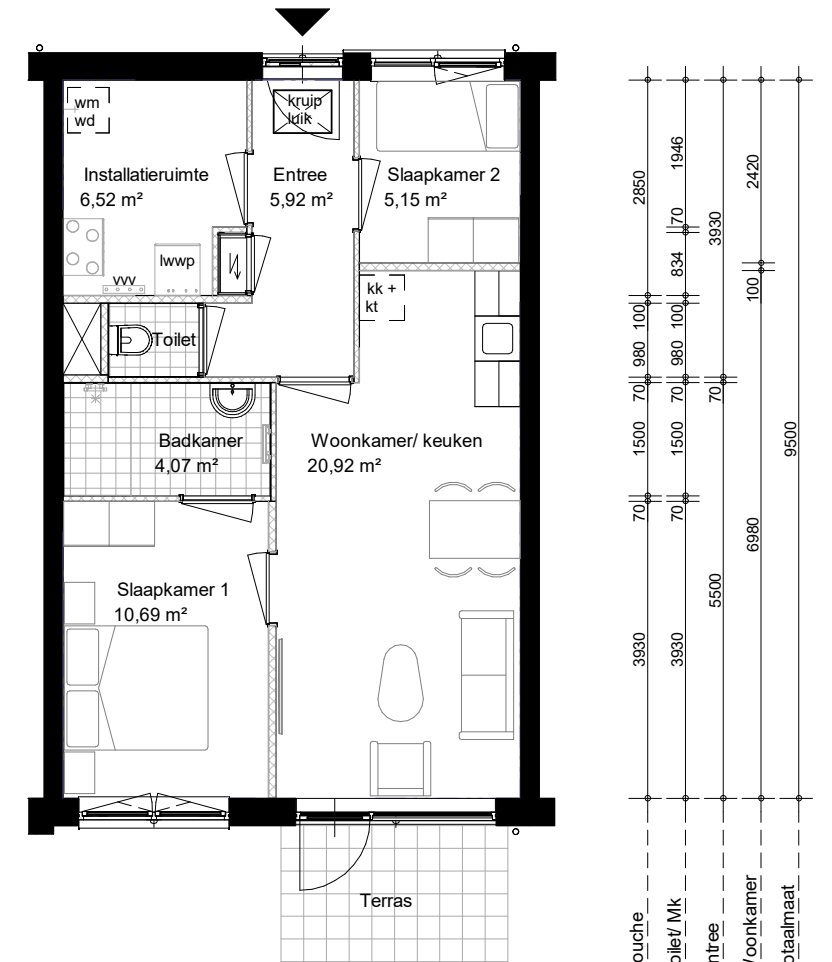 wm
wd
kruip
luik
Installatieruimte
6,52 m²
Entree
5,92 m²
Slaapkamer 2
5,15 m²
lwwp
vvv
kk +
kt
Toilet
Badkamer
4,07 m²
Woonkamer/ keuken
20,92 m²
Slaapkamer 1
10,69 m²
Terras
2850
100
980
70
1500
70
3930
ouche
1946
70
834
100
980
70
1500
70
3930
oilet/ Mk
3930
70
5500
ntree
2420
100
6980
Woonkamer
9500
otaalmaat